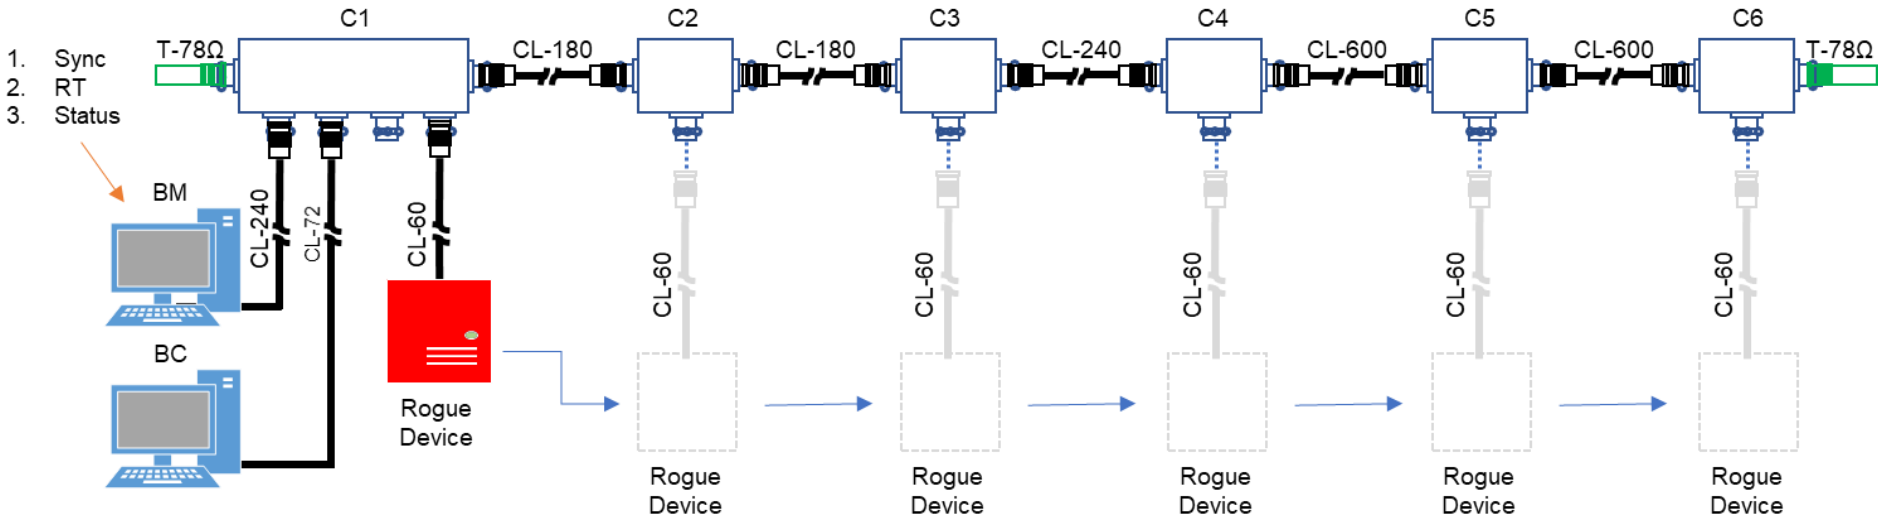 C1
C2
C3
C4
C5
C6
1. Sync
2. RT
3. Status
T-78Ω
CL-180
CL-180
CL-240
CL-600
CL-600
T-78Ω
BM
CL-240
CL-72
CL-60
CL-60
CL-60
CL-60
CL-60
CL-60
BC
Rogue
Device
Rogue
Device
Rogue
Device
Rogue
Device
Rogue
Device
Rogue
Device